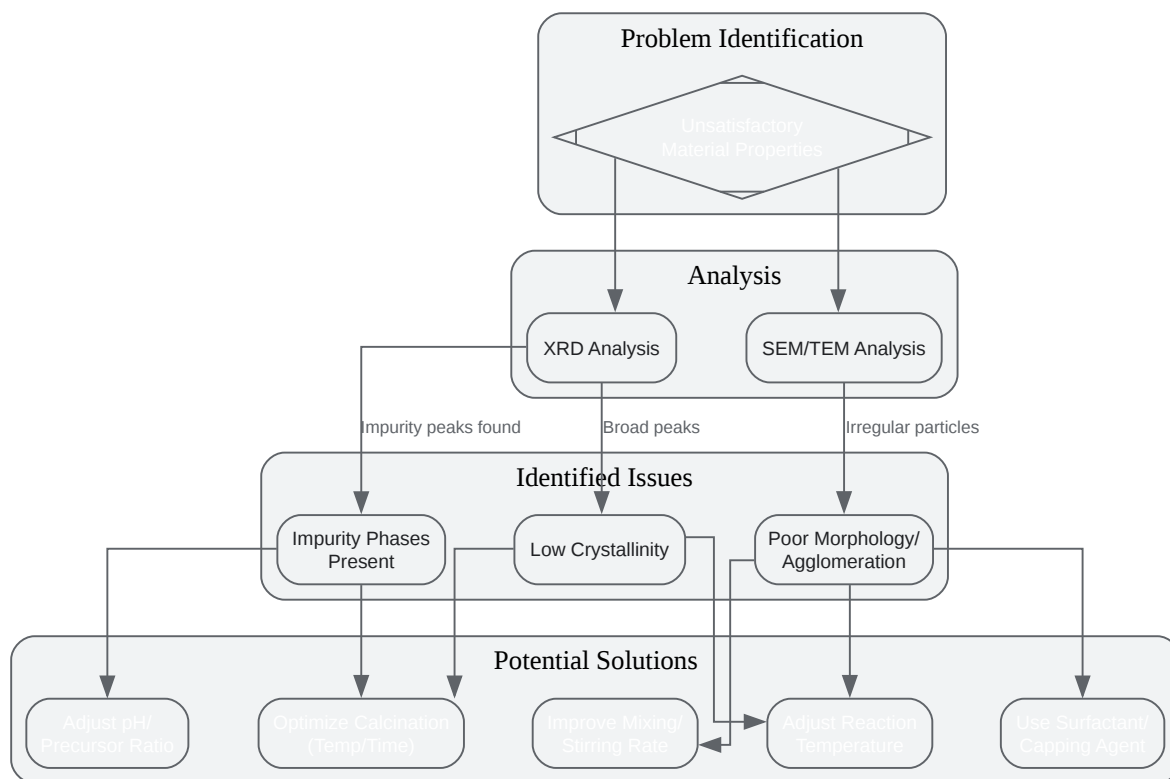 Problem Identification
Unsatisfactory
Material Properties
Analysis
XRD Analysis
SEM/TEM Analysis
Impurity peaks found
Broad peaks
Irregular particles
Identified Issues
Impurity Phases
Present
Low Crystallinity
Poor Morphology/
Agglomeration
Potential Solutions
Adjust pH/
Precursor Ratio
Optimize Calcination
(Temp/Time)
Improve Mixing/
Stirring Rate
Adjust Reaction
Temperature
Use Surfactant/
Capping Agent